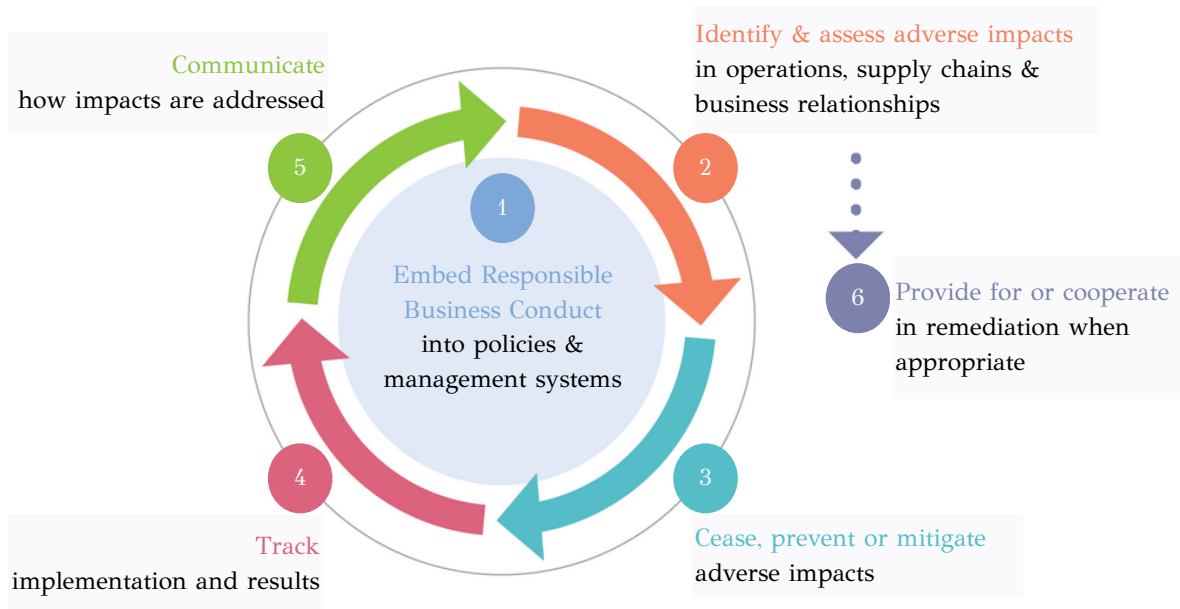 1
Embed Responsible
Business Conduct
into policies &
management systems
2
Identify & assess adverse impacts
in operations, supply chains &
business relationships
3
Cease, prevent or mitigate
adverse impacts
4
Track
implementation and results
5
Communicate
how impacts are addressed
6
Provide for or cooperate
in remediation when
appropriate